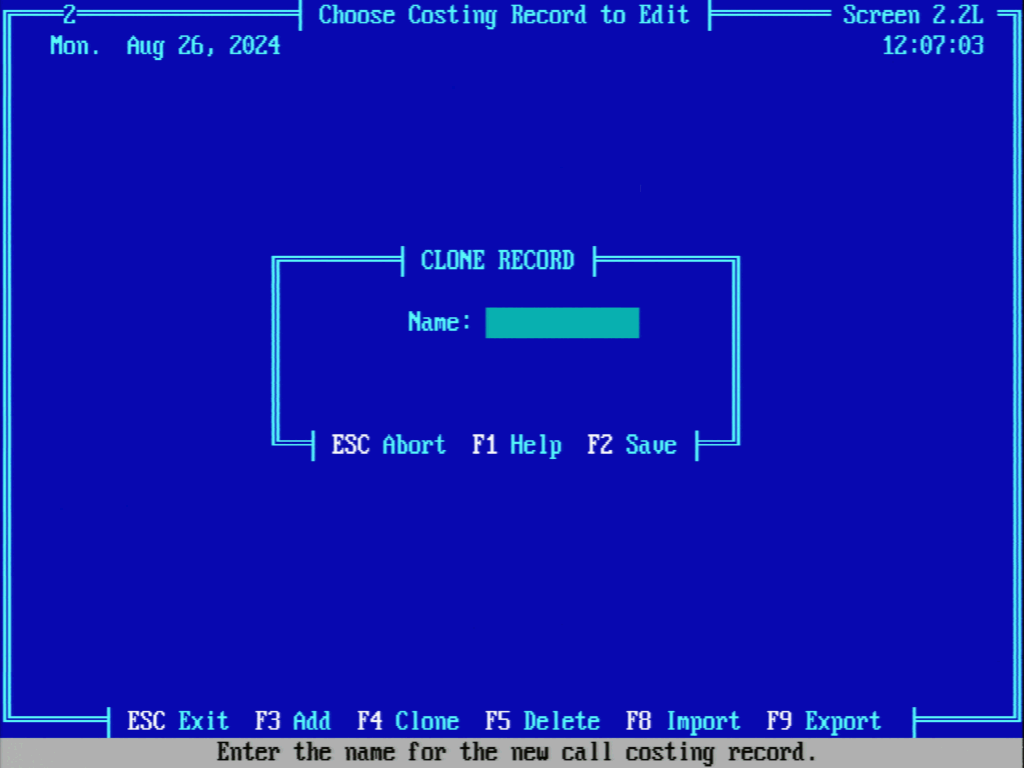 2 Choose Costing Record to Edit Screen 2.2L
Mon. Aug 26, 2024 12:07:03
CLONE RECORD
Name:
ESC Abort F1 Help F2 Save
ESC Exit F3 Add F4 Clone F5 Delete F8 Import F9 Export
Enter the name for the new call costing record.